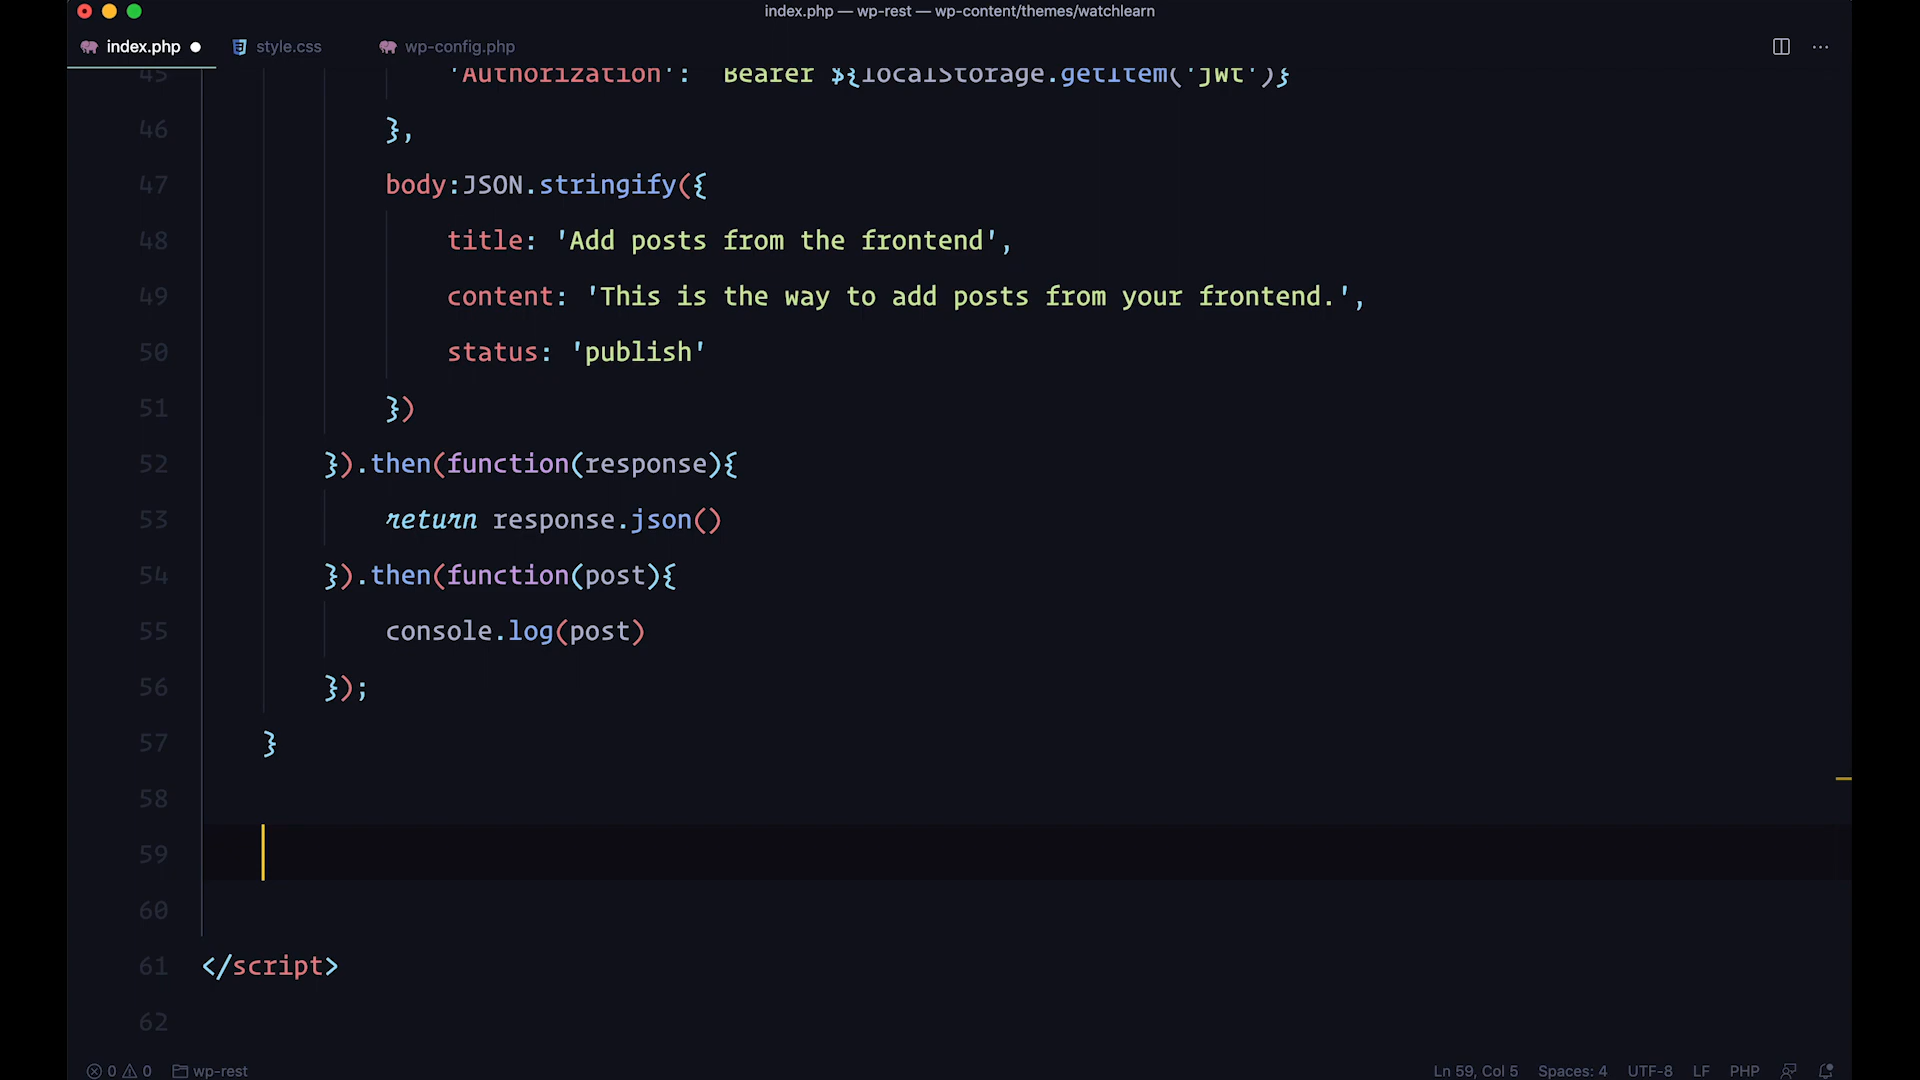 index.php — wp-rest — wp-content/themes/watchlearn
index.php style.css wp-config.php
45 'Authorization': `Bearer ${localStorage.getItem('jwt')}
46 },
47 body:JSON.stringify({
48 title: 'Add posts from the frontend',
49 content: 'This is the way to add posts from your frontend.',
50 status: 'publish'
51 })
52 }).then(function(response){
53 return response.json()
54 }).then(function(post){
55 console.log(post)
56 });
57 }
58
59
60
61 </script>
62
0 0 wp-rest Ln 59, Col 5 Spaces: 4 UTF-8 LF PHP